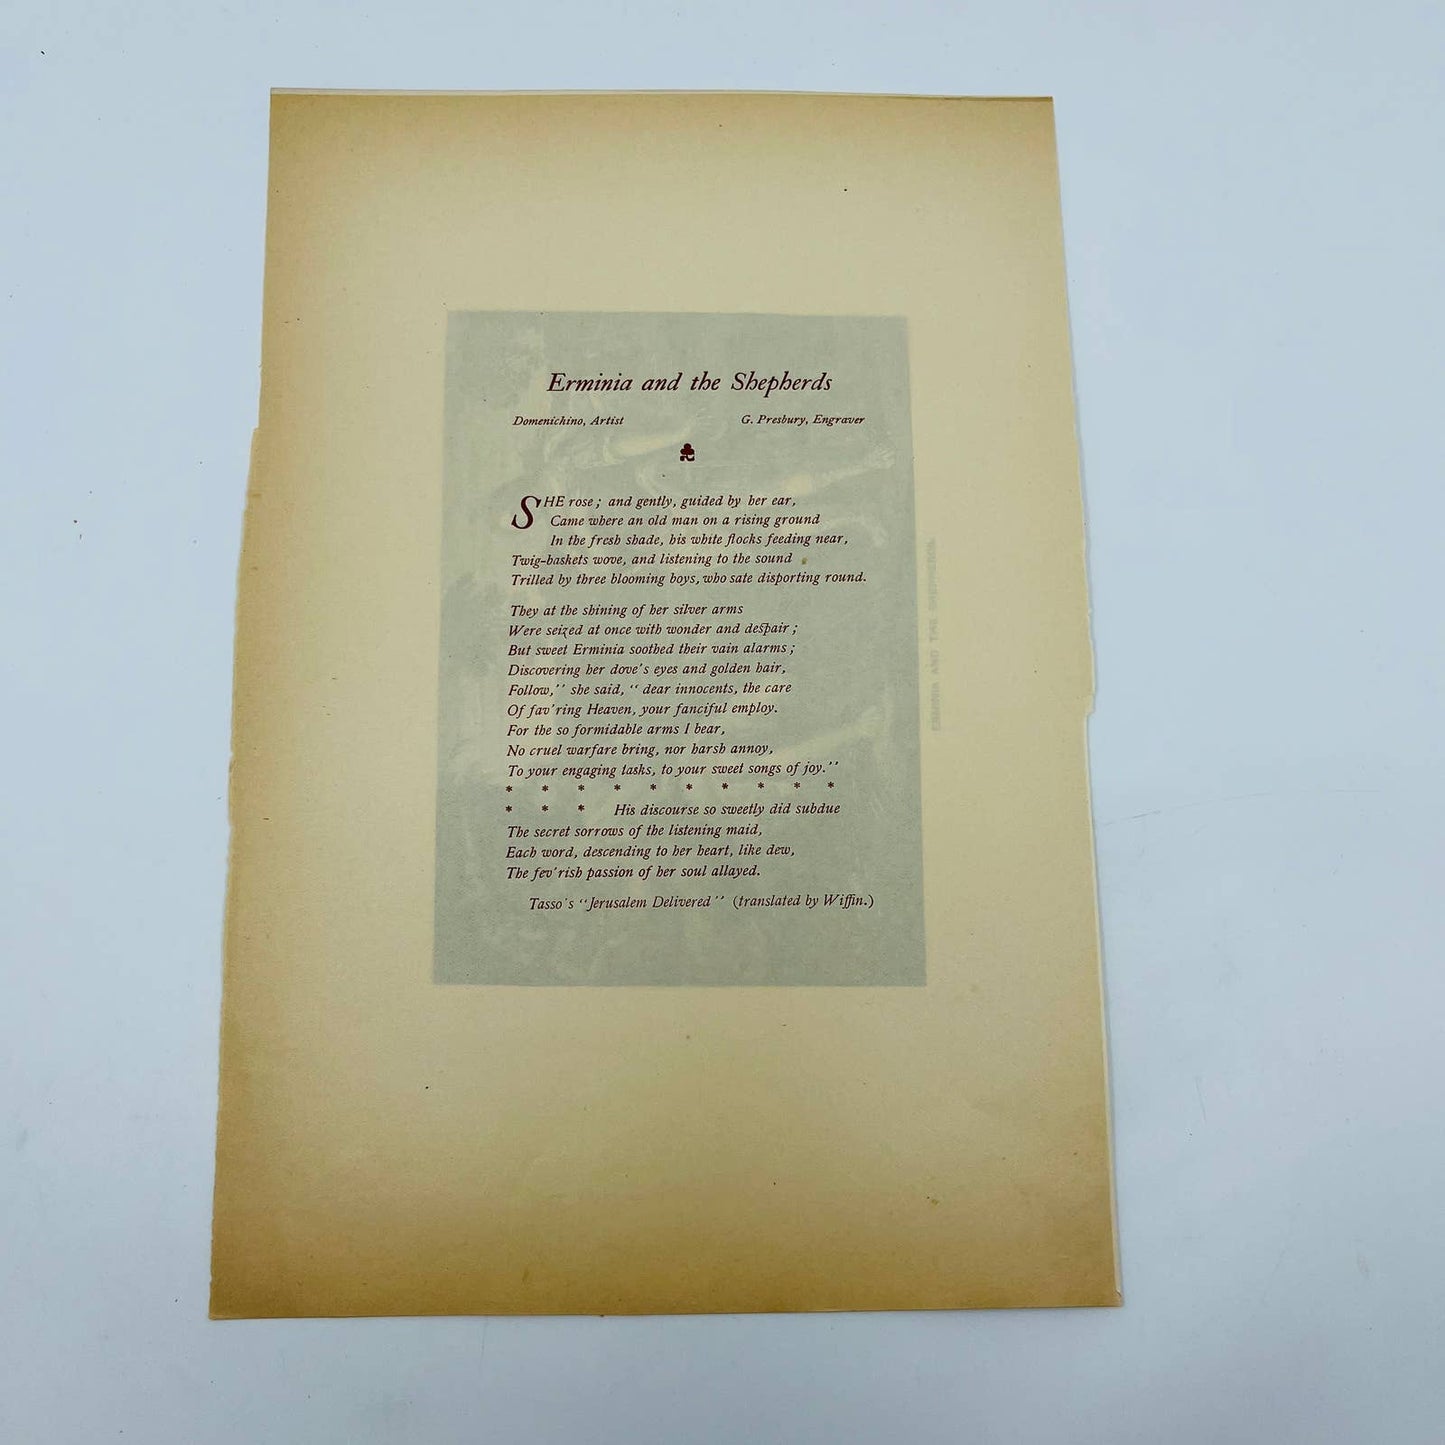 Erminia and the Shepherds
Domenichino, Artist G. Presbury, Engraver
SHE rose; and gently, guided by her ear,
Came where an old man on a rising ground
In the fresh shade, his white flocks feeding near,
Twig-baskets wove, and listening to the sound
Trilled by three blooming boys, who sate disporting round.
They at the shining of her silver arms
Were seized at once with wonder and despair;
But sweet Erminia soothed their vain alarms;
Discovering her dove's eyes and golden hair,
Follow,'' she said, “ dear innocents, the care
Of fav'ring Heaven, your fanciful employ.
For the so formidable arms I bear,
No cruel warfare bring, nor harsh annoy,
To your engaging tasks, to your sweet songs of joy.''
* * * * * * * * * *
* * * His discourse so sweetly did subdue
The secret sorrows of the listening maid,
Each word, descending to her heart, like dew,
The fev'rish passion of her soul allayed.
Tasso's “Jerusalem Delivered” (translated by Wiffin.)
ERMINIA AND THE SHEPHERDS